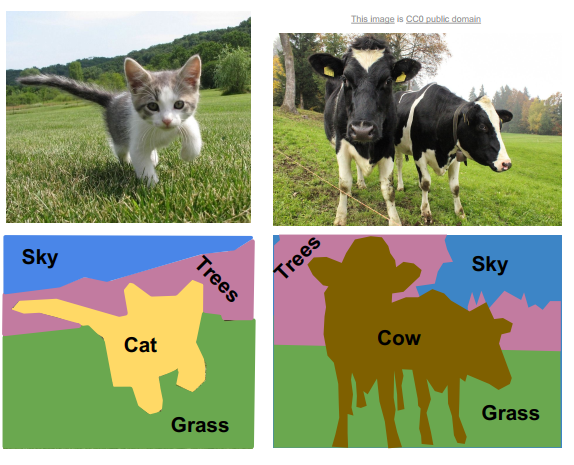 This image is CC0 public domain
Sky
Trees
Cat
Grass
Trees
Sky
Cow
Grass